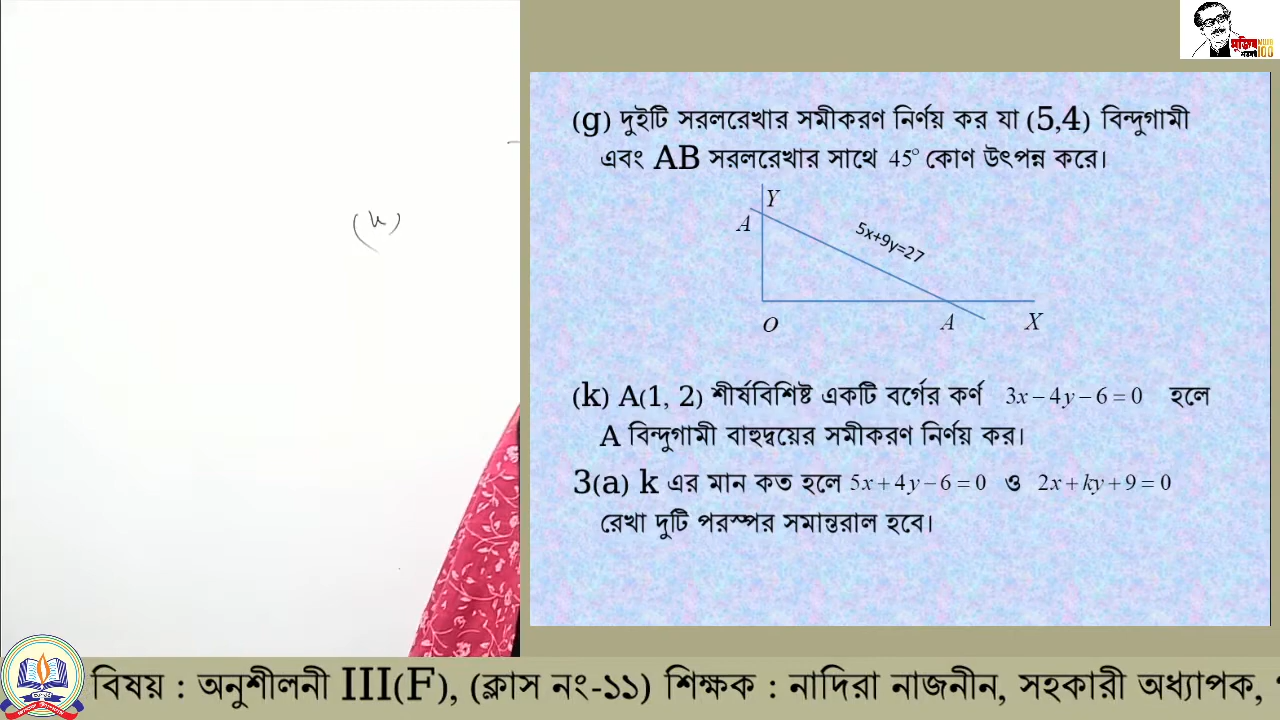 (k)
(g) দুইটি সরলরেখার সমীকরণ নির্ণয় কর যা (5,4) বিন্দুগামী
এবং AB সরলরেখার সাথে 45° কোণ উৎপন্ন করে।
Y
A
5x+9y=27
O
A
X
(k) A(1, 2) শীর্ষবিশিষ্ট একটি বর্গের কর্ণ 3x – 4y – 6 = 0 হলে
A বিন্দুগামী বাহুদ্বয়ের সমীকরণ নির্ণয় কর।
3(a) k এর মান কত হলে 5x + 4y – 6 = 0 ও 2x + ky + 9 = 0
রেখা দুটি পরস্পর সমান্তরাল হবে।
বিষয় : অনুশীলনী III(F), (ক্লাস নং-১১) শিক্ষক : নাদিরা নাজনীন, সহকারী অধ্যাপক,